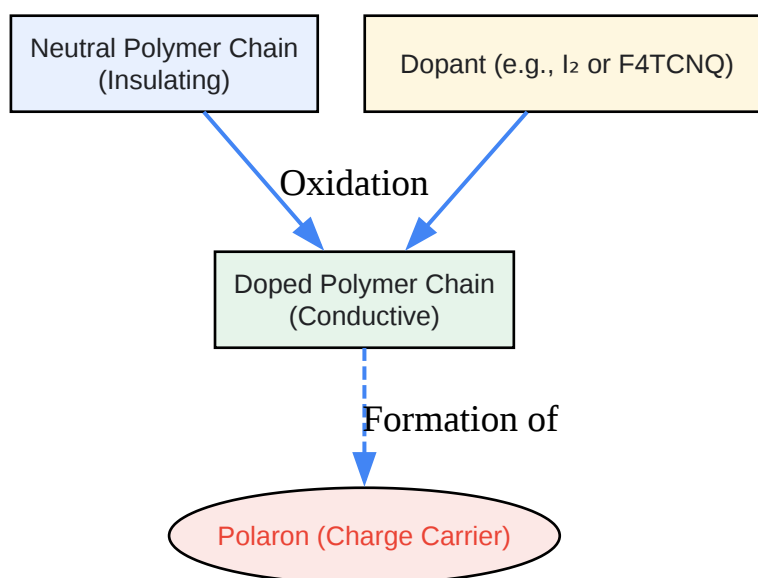 Neutral Polymer Chain
(Insulating)
Dopant (e.g., I₂ or F4TCNQ)
Oxidation
Doped Polymer Chain
(Conductive)
Formation of
Polaron (Charge Carrier)